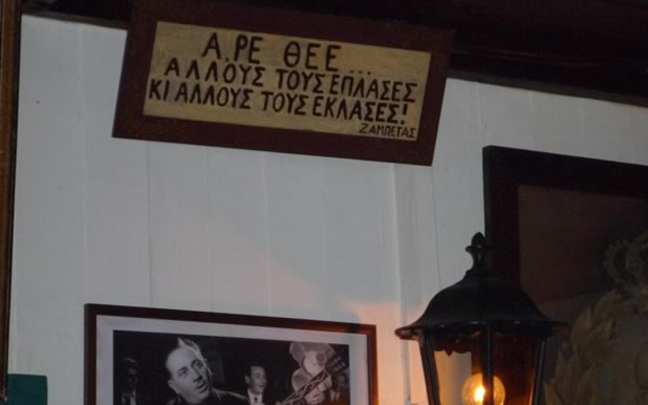 Α.ΡΕ ΘΕΕ...
ΑΛΛΟΥΣ ΤΟΥΣ ΕΠΛΑΣΕΣ
ΚΙ ΑΛΛΟΥΣ ΤΟΥΣ ΕΚΛΑΣΕΣ!
ΖΑΜΠΕΤΑΣ